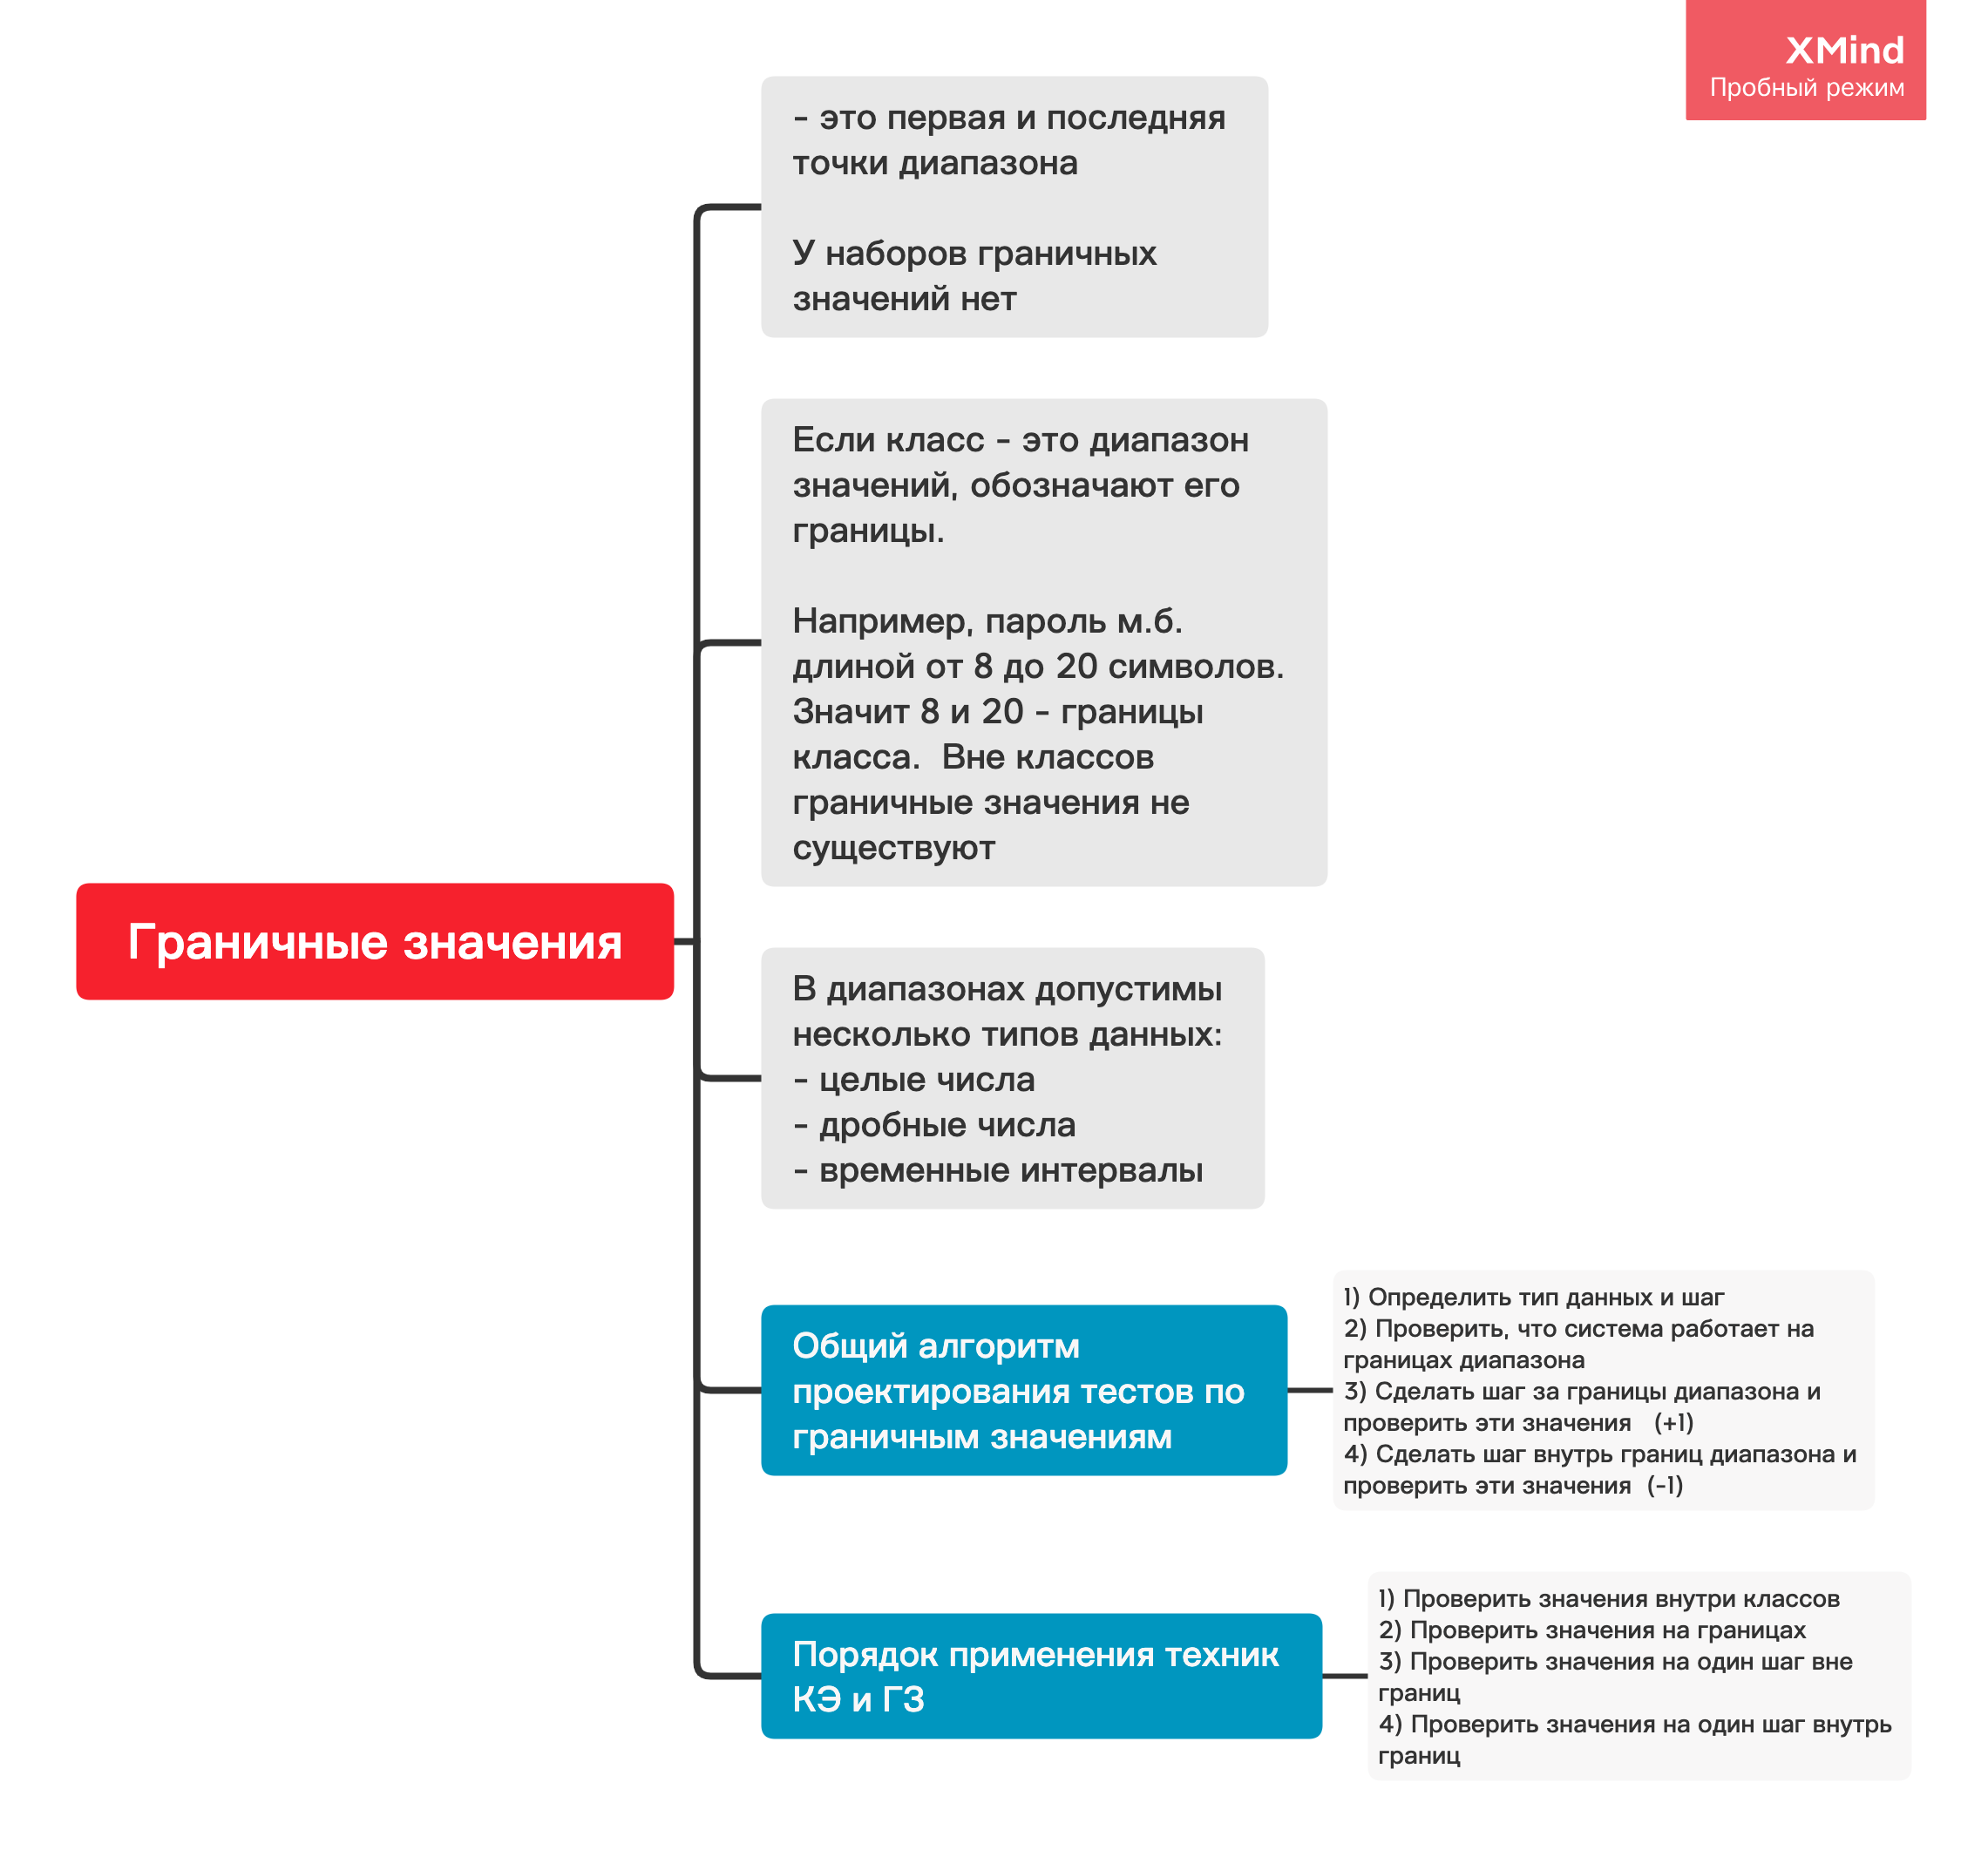 XMind
Пробный режим
- это первая и последняя
точки диапазона
У наборов граничных
значений нет
Если класс - это диапазон
значений, обозначают его
границы.
Например, пароль м.б.
длиной от 8 до 20 символов.
Значит 8 и 20 - границы
класса.  Вне классов
граничные значения не
существуют
Граничные значения
В диапазонах допустимы
несколько типов данных:
- целые числа
- дробные числа
- временные интервалы
Общий алгоритм
проектирования тестов по
граничным значениям
1) Определить тип данных и шаг
2) Проверить, что система работает на
границах диапазона
3) Сделать шаг за границы диапазона и
проверить эти значения   (+1)
4) Сделать шаг внутрь границ диапазона и
проверить эти значения  (-1)
Порядок применения техник
КЭ и ГЗ
1) Проверить значения внутри классов
2) Проверить значения на границах
3) Проверить значения на один шаг вне
границ
4) Проверить значения на один шаг внутрь
границ